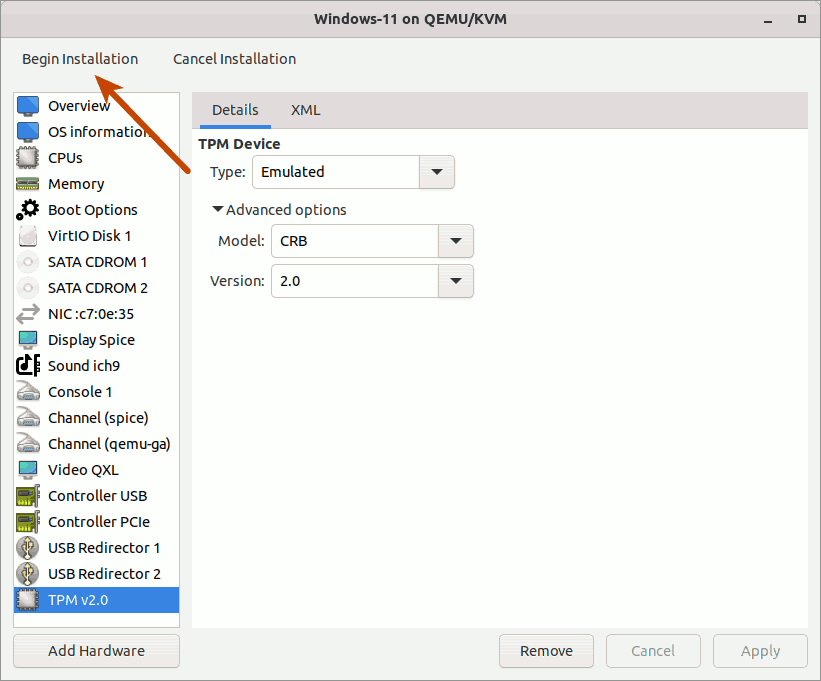 Windows-11 on QEMU/KVM
Begin Installation
Cancel Installation
Overview
OS information
CPUs
Memory
Boot Options
VirtIO Disk 1
SATA CDROM 1
SATA CDROM 2
NIC :c7:0e:35
Display Spice
Sound ich9
Console 1
Channel (spice)
Channel (qemu-ga)
Video QXL
Controller USB
Controller PCIe
USB Redirector 1
USB Redirector 2
TPM v2.0
Add Hardware
Details
XML
TPM Device
Type: Emulated
Advanced options
Model: CRB
Version: 2.0
Remove
Cancel
Apply